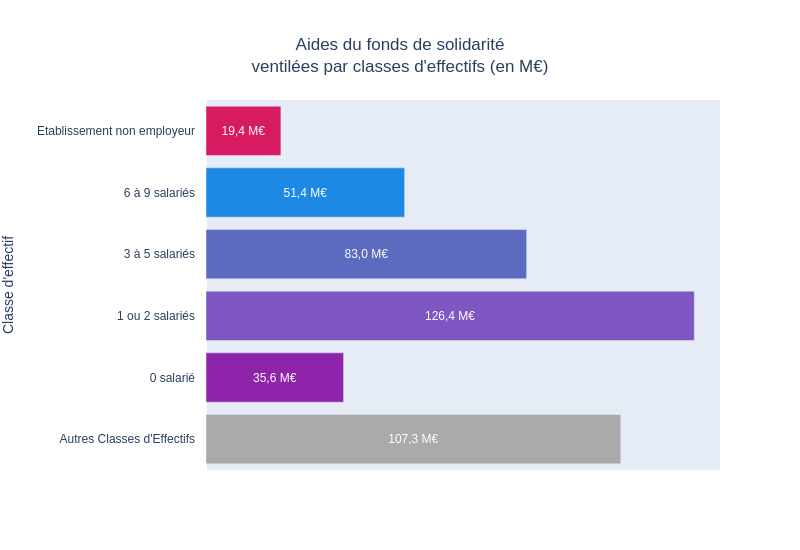 Aides du fonds de solidarité
ventilées par classes d'effectifs (en M€)
Classe d'effectif
Etablissement non employeur
19,4 M€
6 à 9 salariés
51,4 M€
3 à 5 salariés
83,0 M€
1 ou 2 salariés
126,4 M€
0 salarié
35,6 M€
Autres Classes d'Effectifs
107,3 M€